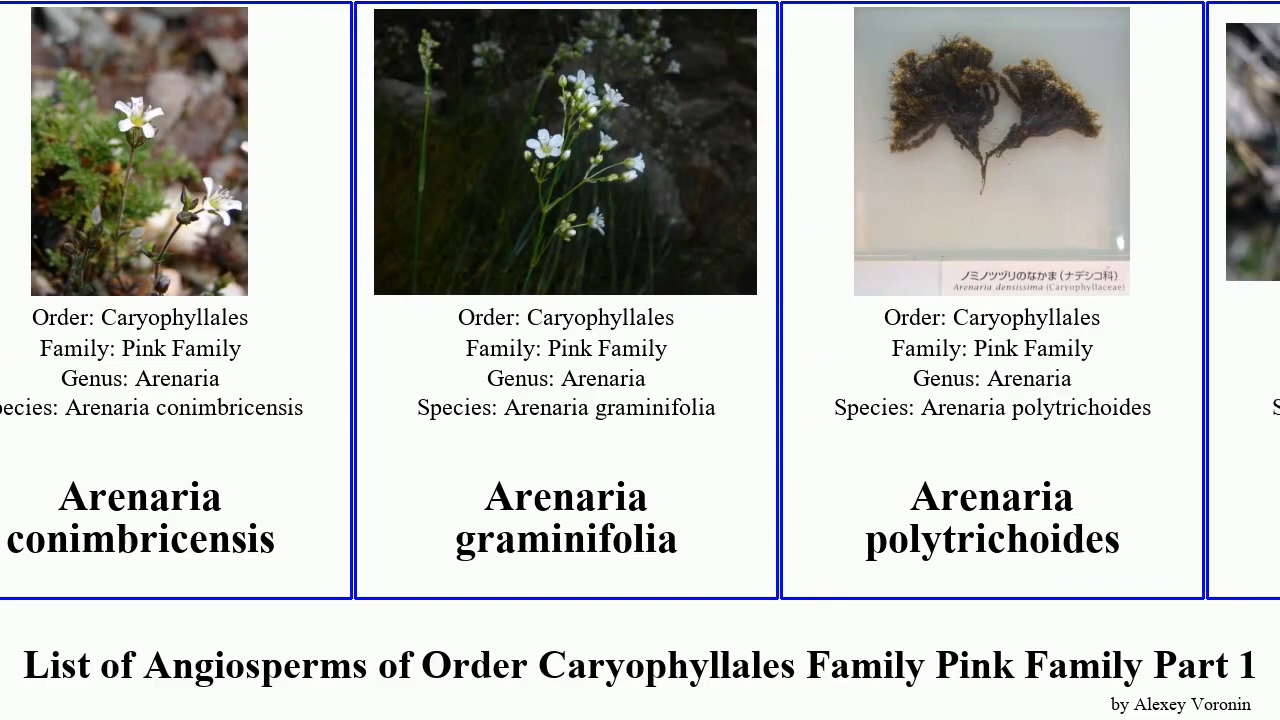 Order: Caryophyllales
Family: Pink Family
Genus: Arenaria
pecies: Arenaria conimbricensis
Arenaria
conimbricensis
Order: Caryophyllales
Family: Pink Family
Genus: Arenaria
Species: Arenaria graminifolia
Arenaria
graminifolia
ノミノツヅリのなかま(ナデシコ科)
Arenaria densissima (Caryophyllaceae)
Order: Caryophyllales
Family: Pink Family
Genus: Arenaria
Species: Arenaria polytrichoides
Arenaria
polytrichoides
S
List of Angiosperms of Order Caryophyllales Family Pink Family Part 1
by Alexey Voronin